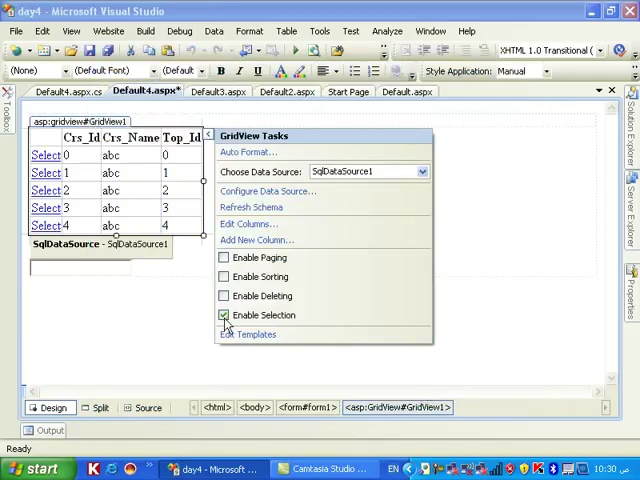 day4 - Microsoft Visual Studio
File Edit View Website Build Debug Data Format Tools Architecture Test Analyze Window Help
XHTML 1.0 Transitional (
(None) (Default Font) (Default B I U A Style Application: Manual
Default4.aspx.cs Default4.aspx* Default3.aspx Default2.aspx Start Page Default.aspx
Toolbox
asp:gridview#GridView1
Crs_Id Crs_Name Top_Id
Select 0 abc 0
Select 1 abc 1
Select 2 abc 2
Select 3 abc 3
Select 4 abc 4
SqlDataSource - SqlDataSource1
GridView Tasks
Auto Format...
Choose Data Source: SqlDataSource1
Configure Data Source...
Refresh Schema
Edit Columns...
Add New Column...
Enable Paging
Enable Sorting
Enable Deleting
Enable Selection
Edit Templates
Solution Explorer
Server Explorer
Properties
Design Split Source <html> <body> <form#form1> <asp:GridView#GridView1>
Output
Ready
start K day4 - Microsoft ... Camtasia Studio ... EN 10:30 ص